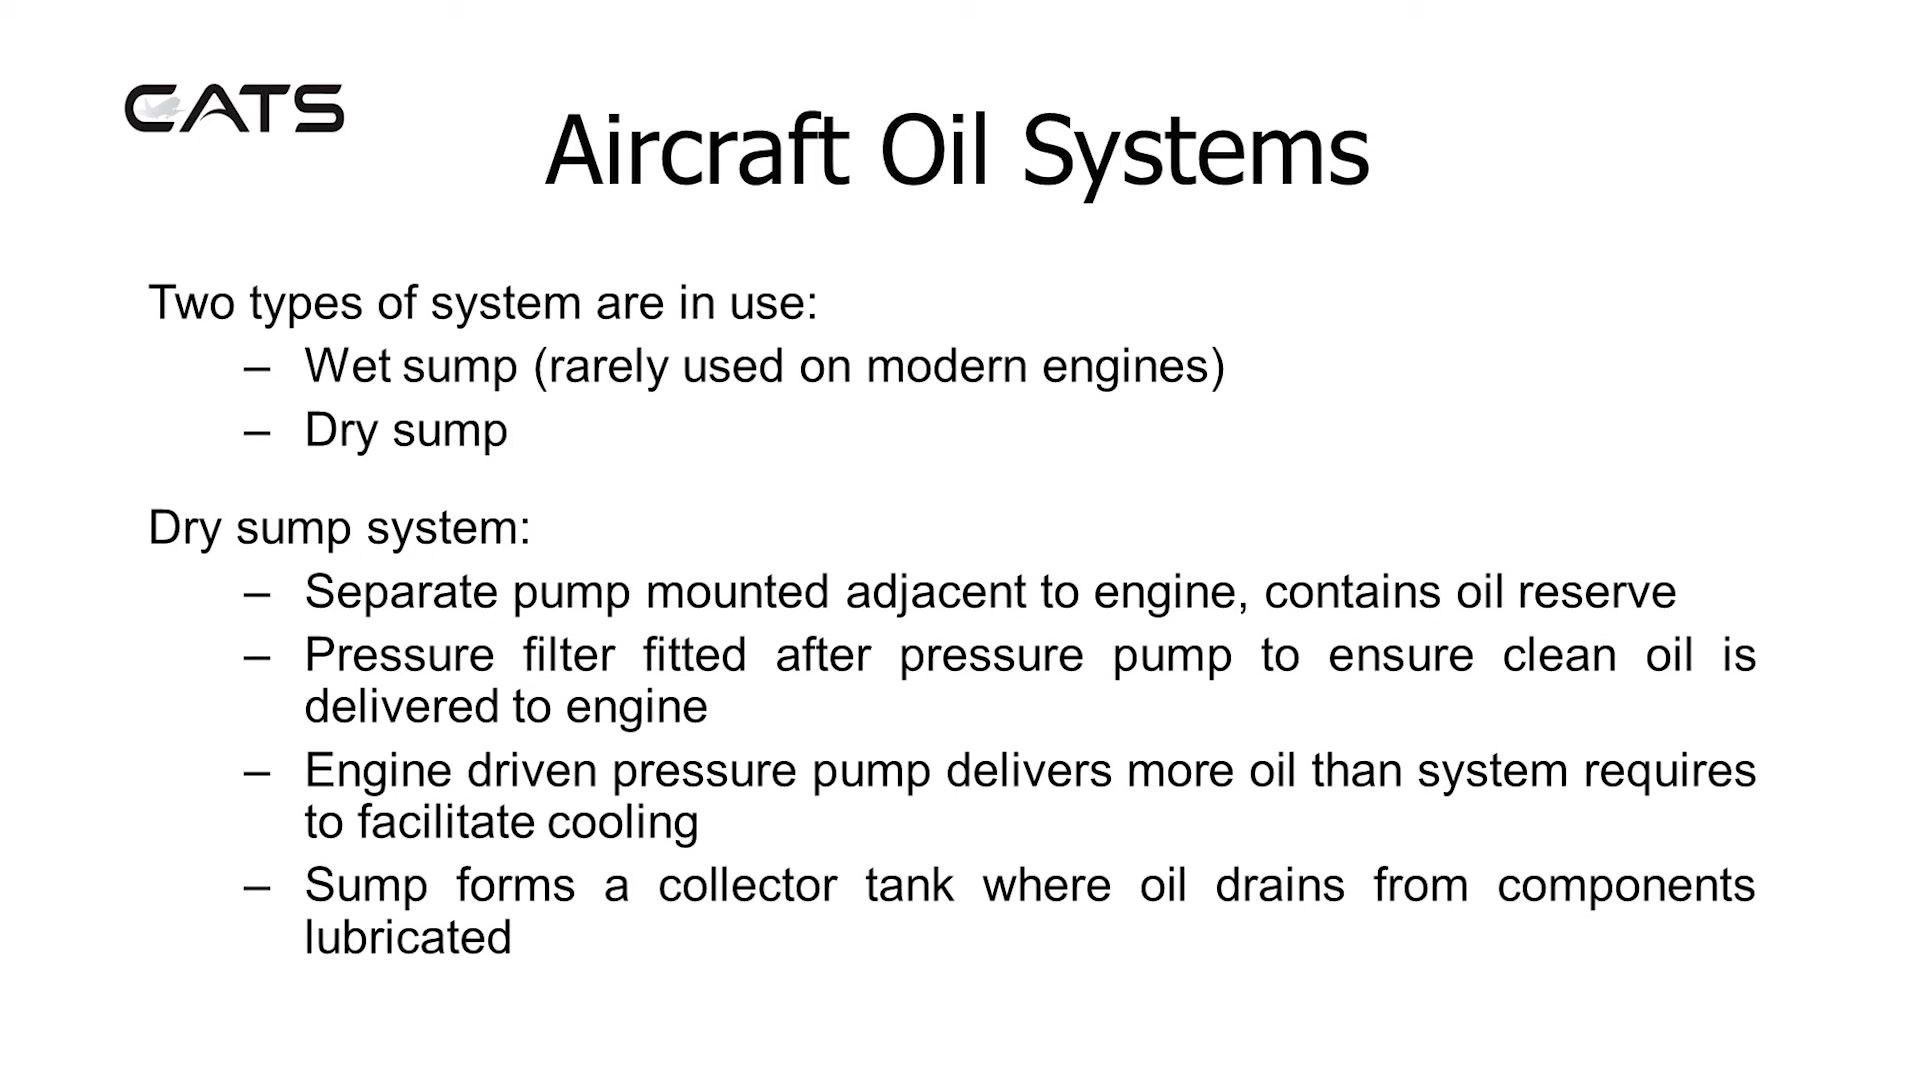 CATS
Aircraft Oil Systems
Two types of system are in use:
– Wet sump (rarely used on modern engines)
– Dry sump
Dry sump system:
– Separate pump mounted adjacent to engine, contains oil reserve
– Pressure filter fitted after pressure pump to ensure clean oil is
delivered to engine
– Engine driven pressure pump delivers more oil than system requires
to facilitate cooling
– Sump forms a collector tank where oil drains from components
lubricated